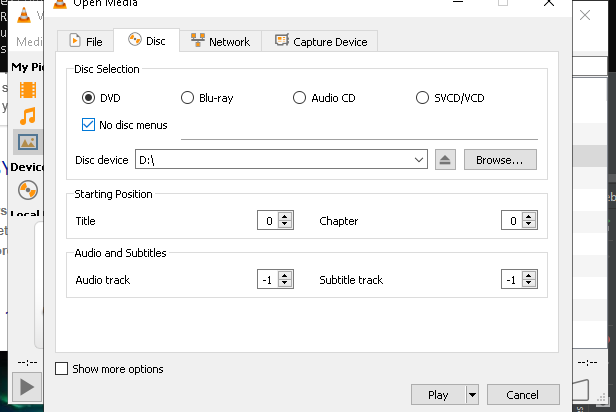 Open Media
Media
My Pi
File
Disc
Network
Capture Device
Disc Selection
DVD
Blu-ray
Audio CD
SVCD/VCD
No disc menus
Disc device
D:\
Browse...
Device
Starting Position
Title
0
Chapter
0
Local
Audio and Subtitles
Audio track
-1
Subtitle track
-1
--:--
--:--
Show more options
Play
Cancel